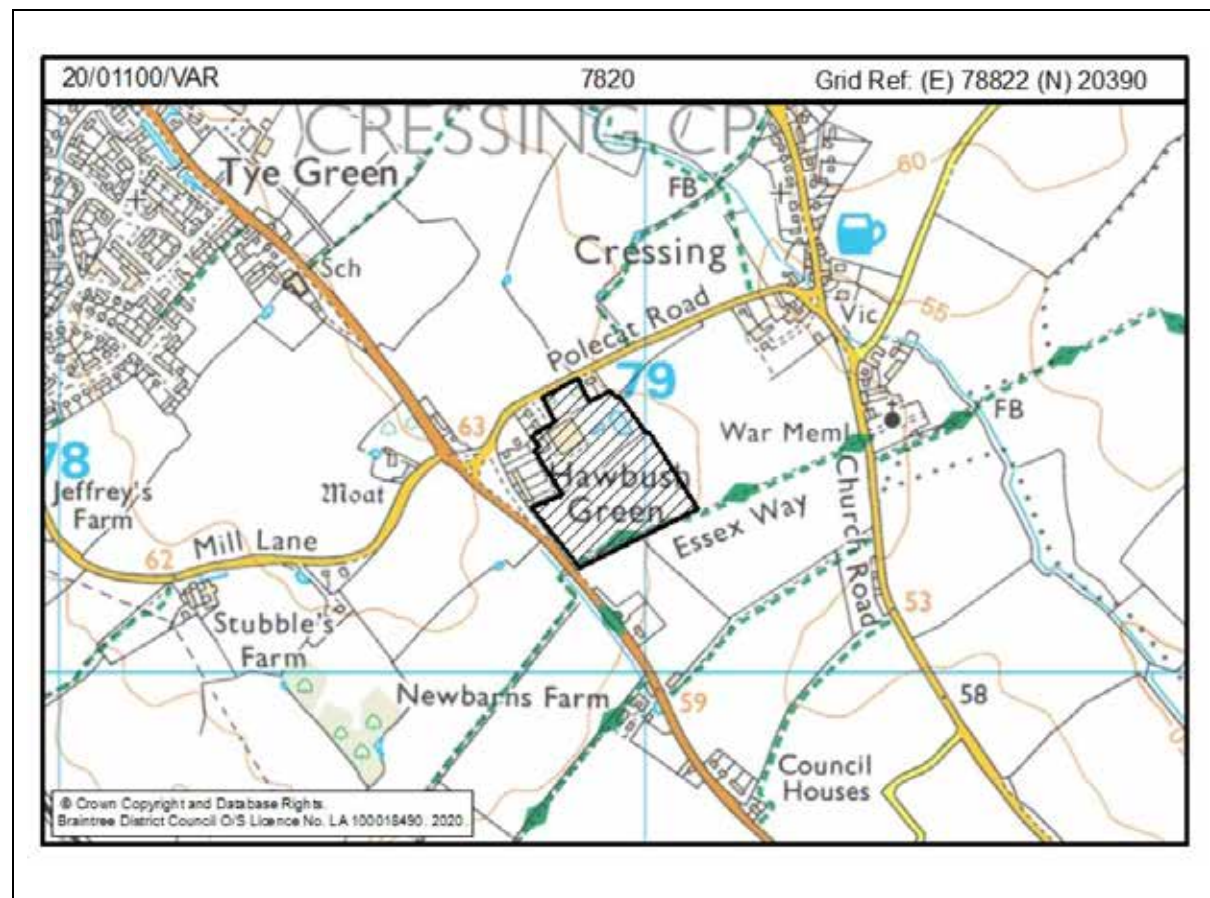 20/01100/VAR 7820 Grid Ref: (E) 78822 (N) 20390
CRESSING CP
Tye Green
60
FB
Sch
Cressing
Vic
55
Polecat Road
79
63
War Meml
FB
78
Jeffrey's
Farm
Moat
Hawbush
Green
Essex Way
Church Road
62
Mill Lane
Stubble's
Farm
53
Newbarns Farm
59
58
Council
Houses
© Crown Copyright and Database Rights.
Braintree District Council O/S Licence No. LA 100018490. 2020.